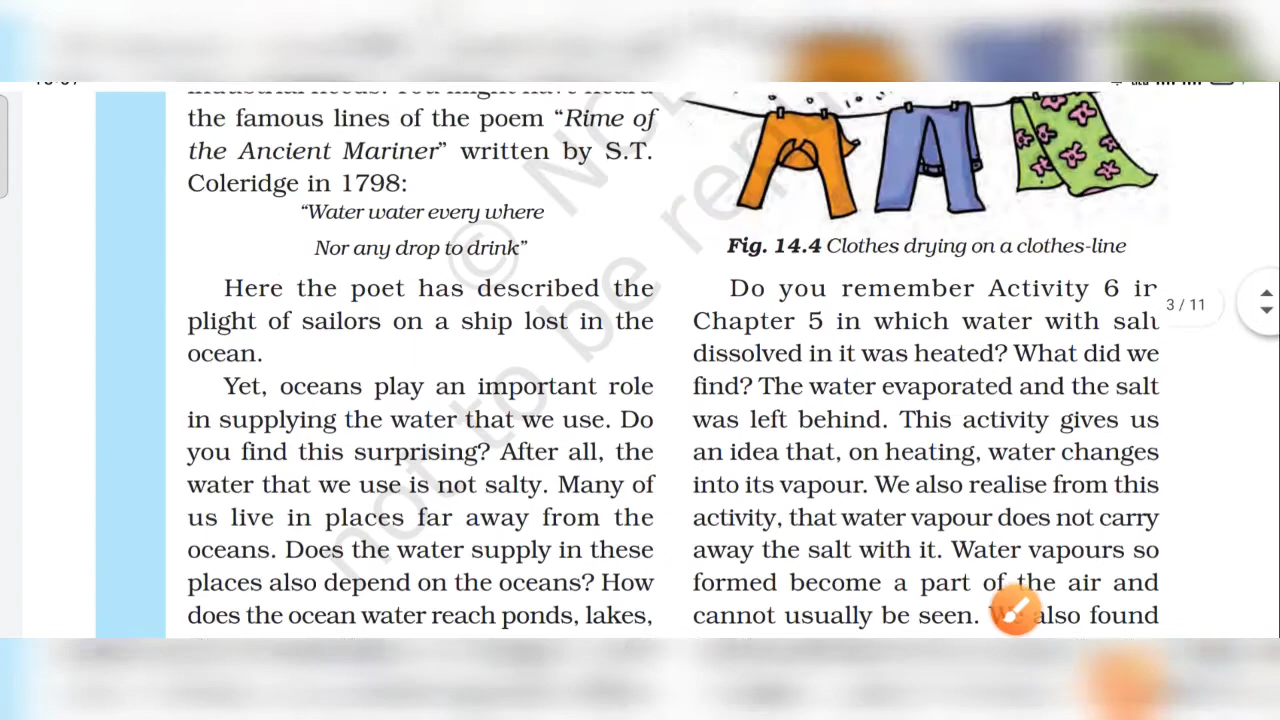 the famous lines of the poem “Rime of
the Ancient Mariner” written by S.T.
Coleridge in 1798:
“Water water every where
Nor any drop to drink”
Here the poet has described the
plight of sailors on a ship lost in the
ocean.
Yet, oceans play an important role
in supplying the water that we use. Do
you find this surprising? After all, the
water that we use is not salty. Many of
us live in places far away from the
oceans. Does the water supply in these
places also depend on the oceans? How
does the ocean water reach ponds, lakes,
Fig. 14.4 Clothes drying on a clothes-line
Do you remember Activity 6 in
Chapter 5 in which water with salt
dissolved in it was heated? What did we
find? The water evaporated and the salt
was left behind. This activity gives us
an idea that, on heating, water changes
into its vapour. We also realise from this
activity, that water vapour does not carry
away the salt with it. Water vapours so
formed become a part of the air and
cannot usually be seen. We also found
3 / 11
not to be